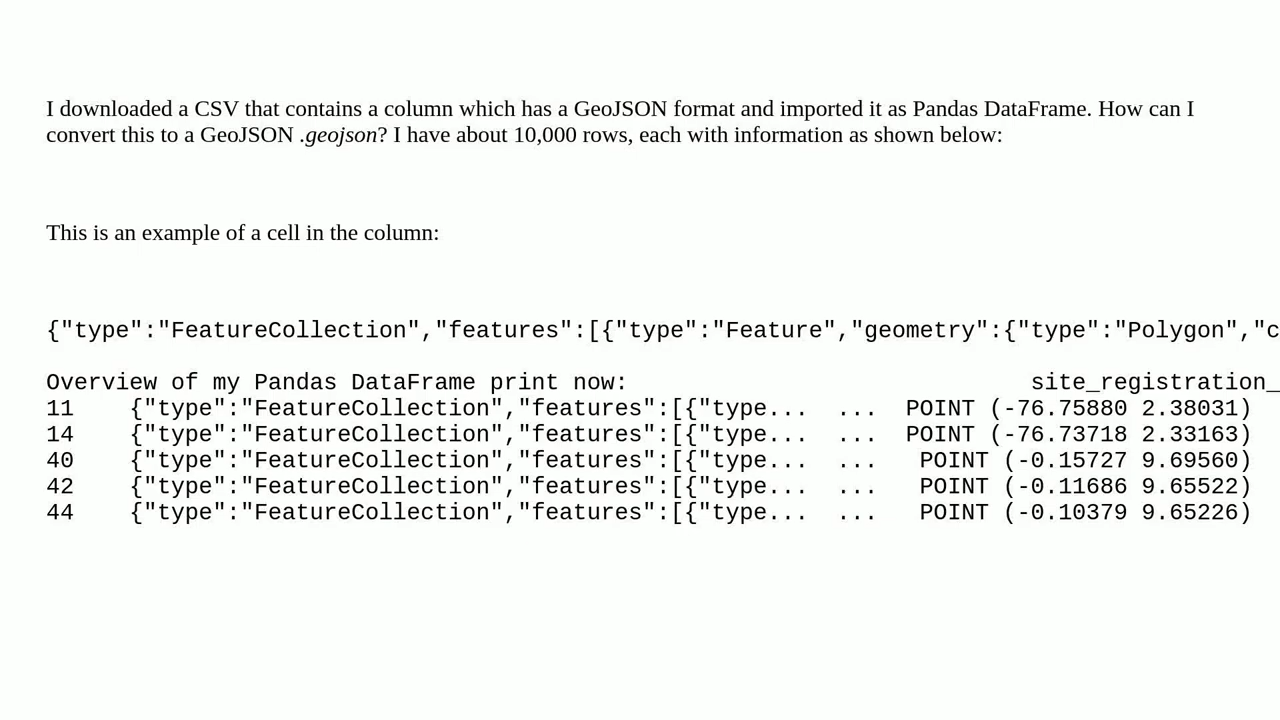 I downloaded a CSV that contains a column which has a GeoJSON format and imported it as Pandas DataFrame. How can I
convert this to a GeoJSON .geojson? I have about 10,000 rows, each with information as shown below:
This is an example of a cell in the column:
{"type":"FeatureCollection","features":[{"type":"Feature","geometry":{"type":"Polygon","c
Overview of my Pandas DataFrame print now: site_registration_
11 {"type":"FeatureCollection","features":[{"type... ... POINT (-76.75880 2.38031)
14 {"type":"FeatureCollection","features":[{"type... ... POINT (-76.73718 2.33163)
40 {"type":"FeatureCollection","features":[{"type... ... POINT (-0.15727 9.69560)
42 {"type":"FeatureCollection","features":[{"type... ... POINT (-0.11686 9.65522)
44 {"type":"FeatureCollection","features":[{"type... ... POINT (-0.10379 9.65226)